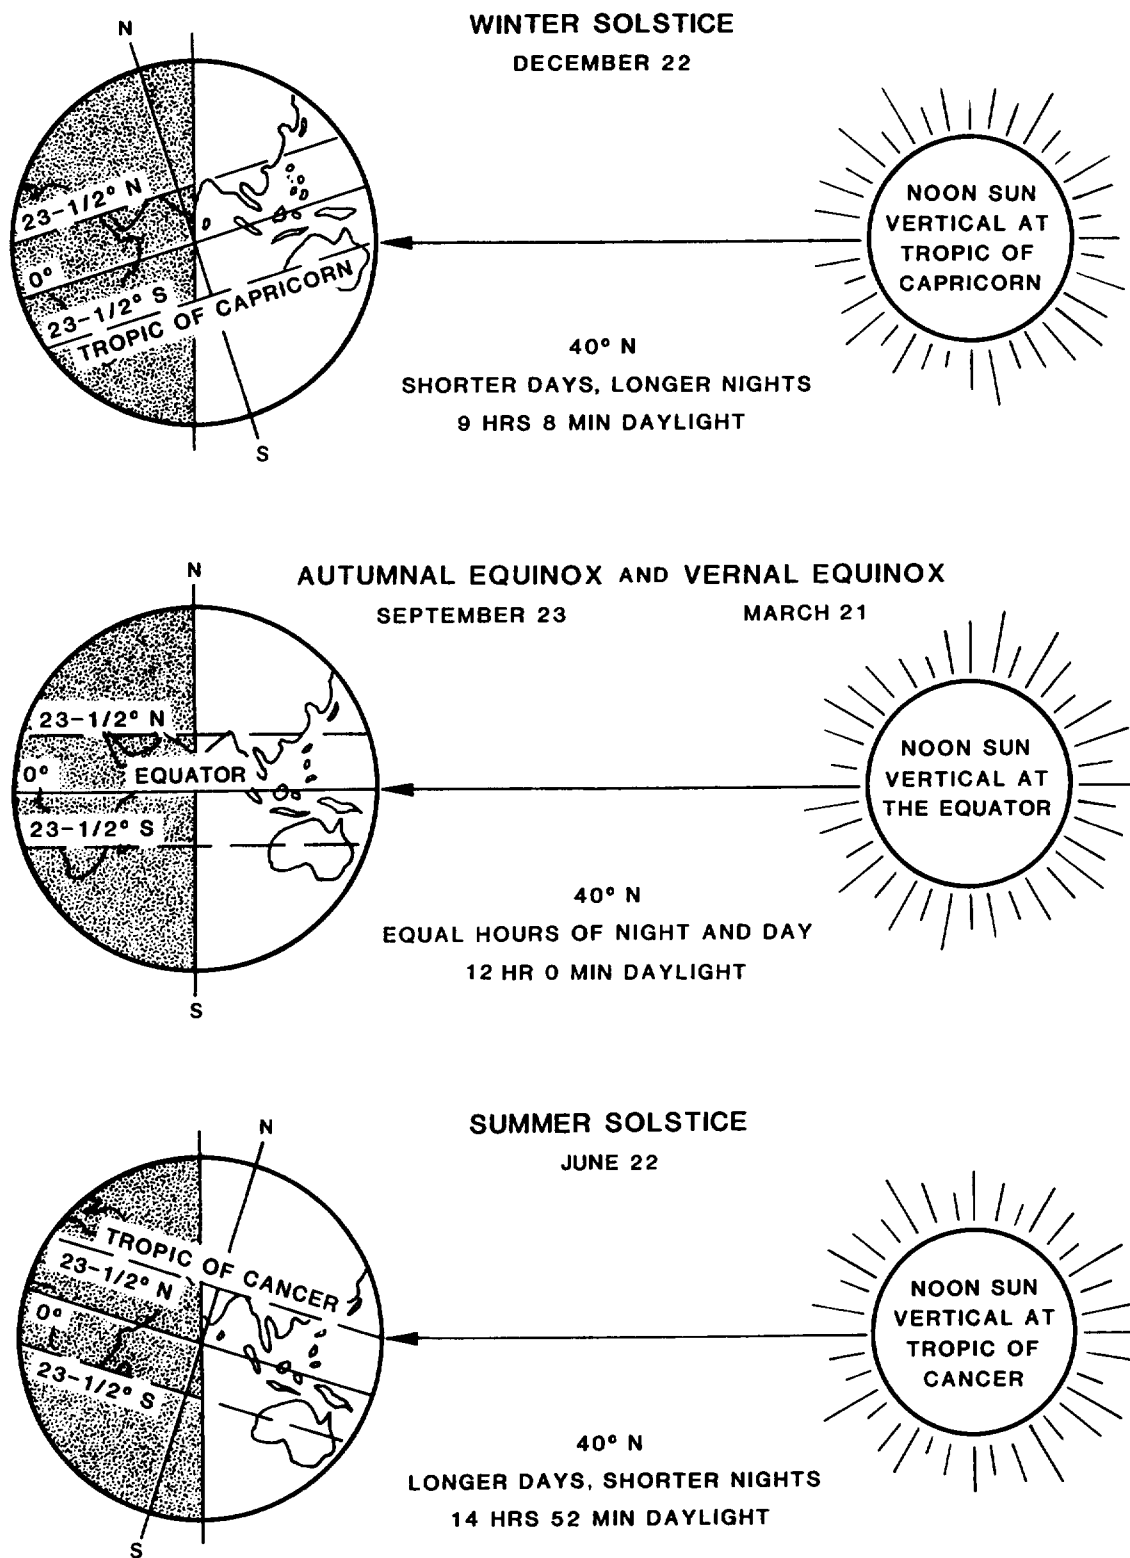 WINTER SOLSTICE
DECEMBER 22
N
23-1/2° N
0°
23-1/2° S
TROPIC OF CAPRICORN
S
NOON SUN
VERTICAL AT
TROPIC OF
CAPRICORN
40° N
SHORTER DAYS, LONGER NIGHTS
9 HRS 8 MIN DAYLIGHT
AUTUMNAL EQUINOX AND VERNAL EQUINOX
SEPTEMBER 23 MARCH 21
N
23-1/2° N
EQUATOR
0°
23-1/2° S
S
NOON SUN
VERTICAL AT
THE EQUATOR
40° N
EQUAL HOURS OF NIGHT AND DAY
12 HR 0 MIN DAYLIGHT
SUMMER SOLSTICE
JUNE 22
N
TROPIC OF CANCER
23-1/2° N
0°
23-1/2° S
S
NOON SUN
VERTICAL AT
TROPIC OF
CANCER
40° N
LONGER DAYS, SHORTER NIGHTS
14 HRS 52 MIN DAYLIGHT